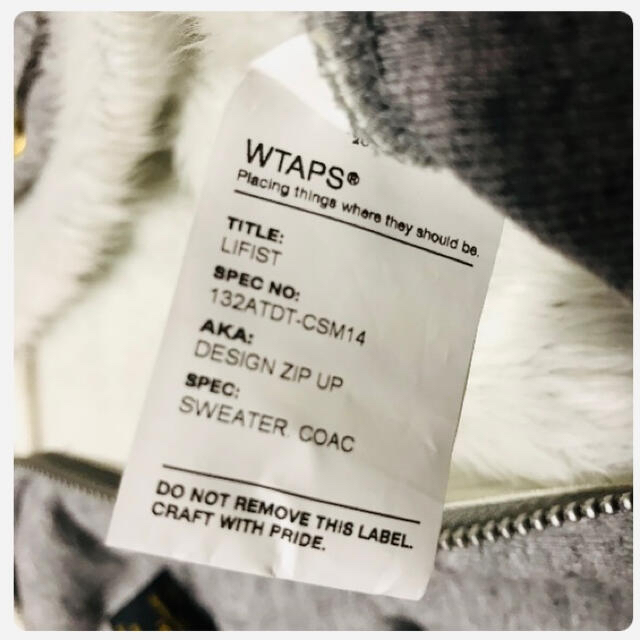 WTAPS®
Placing things where they should be.
TITLE:
LIFIST
SPEC NO:
132ATDT-CSM14
AKA:
DESIGN ZIP UP
SPEC:
SWEATER. COAC
DO NOT REMOVE THIS LABEL.
CRAFT WITH PRIDE.